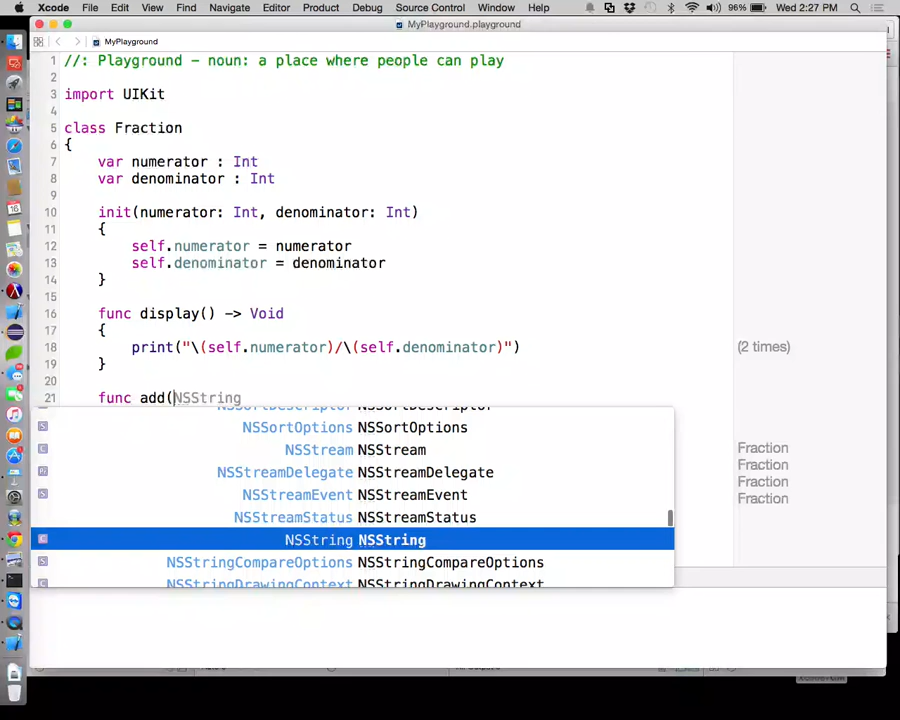 Xcode File Edit View Find Navigate Editor Product Debug Source Control Window Help 96% Wed 2:27 PM
MyPlayground.playground
MyPlayground
1 //: Playground - noun: a place where people can play
2
3 import UIKit
4
5 class Fraction
6 {
7 var numerator : Int
8 var denominator : Int
9
10 init(numerator: Int, denominator: Int)
11 {
12 self.numerator = numerator
13 self.denominator = denominator
14 }
15
16 func display() -> Void
17 {
18 print("\(self.numerator)/\(self.denominator)") (2 times)
19 }
20
21 func add(NSString
NSSortDescriptor NSSortDescriptor
NSSortOptions NSSortOptions
NSStream NSStream
NSStreamDelegate NSStreamDelegate
NSStreamEvent NSStreamEvent
NSStreamStatus NSStreamStatus
NSString NSString
NSStringCompareOptions NSStringCompareOptions
NSStringDrawingContext NSStringDrawingContext
Fraction
Fraction
Fraction
Fraction